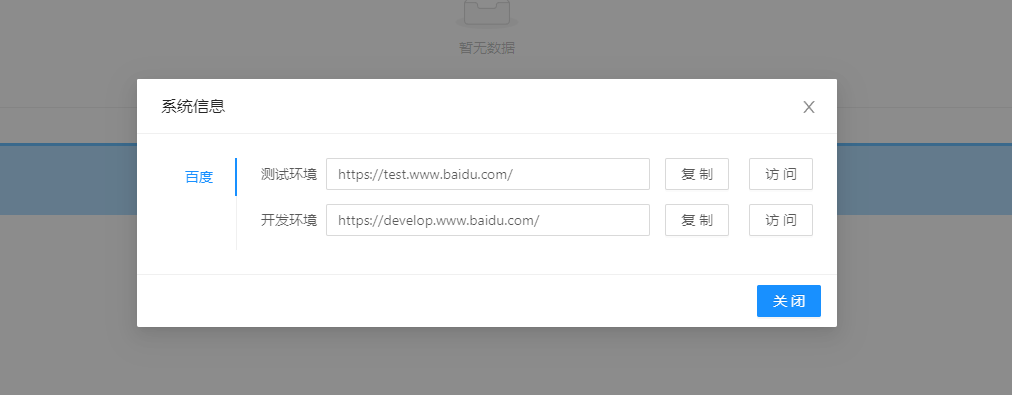 暂无数据
系统信息
百度
测试环境 https://test.www.baidu.com/ 复 制 访 问
开发环境 https://develop.www.baidu.com/ 复 制 访 问
关 闭